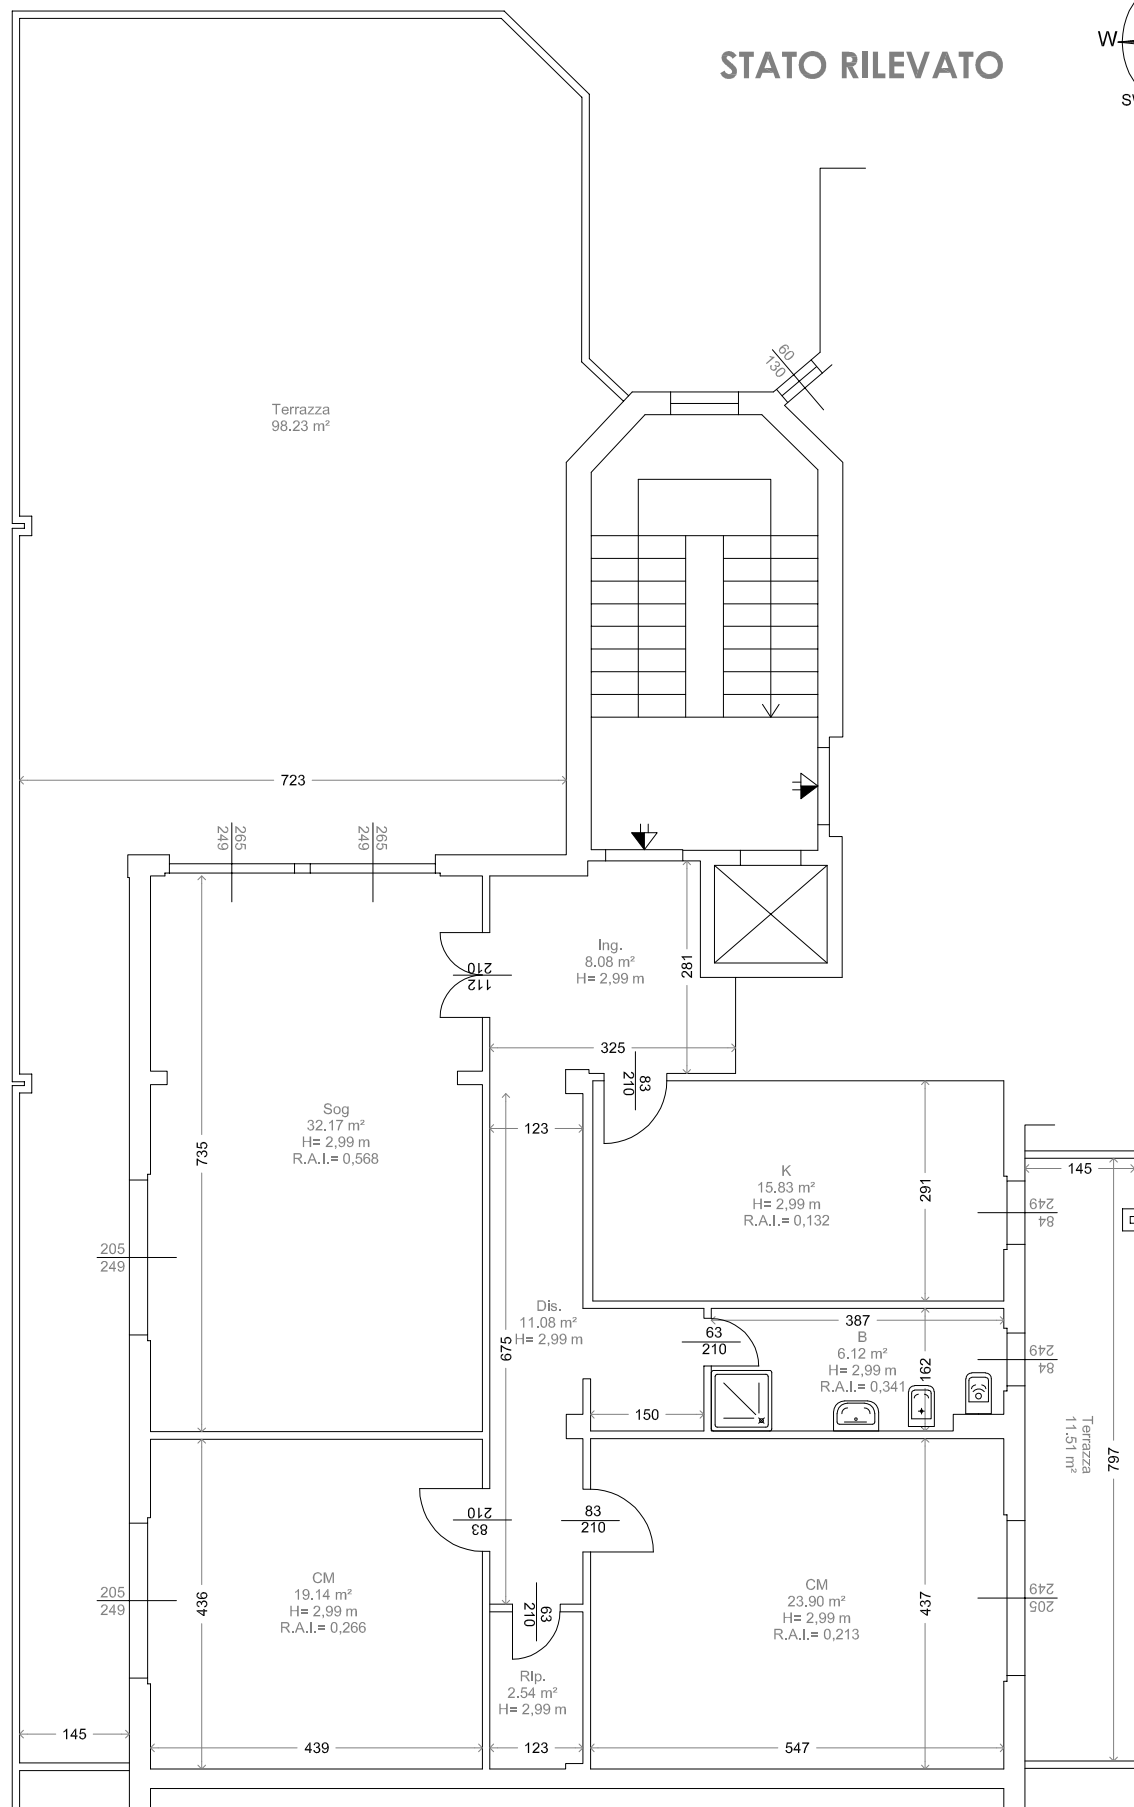 STATO RILEVATO
W
60
130
Terrazza
98.23 m²
723
265
249
265
249
Ing.
8.08 m²
H= 2,99 m
281
210
112
325
83
210
Sog
32.17 m²
H= 2,99 m
R.A.I.= 0,568
735
123
K
15.83 m²
H= 2,99 m
R.A.I.= 0,132
291
145
249
84
205
249
Dis.
11.08 m²
H= 2,99 m
675
387
63
210
B
6.12 m²
H= 2,99 m
R.A.I.= 0,341
162
249
84
150
Terrazza
11.51 m²
797
210
83
83
210
205
249
CM
19.14 m²
H= 2,99 m
R.A.I.= 0,266
436
63
210
CM
23.90 m²
H= 2,99 m
R.A.I.= 0,213
437
249
205
Rip.
2.54 m²
H= 2,99 m
145
439
123
547